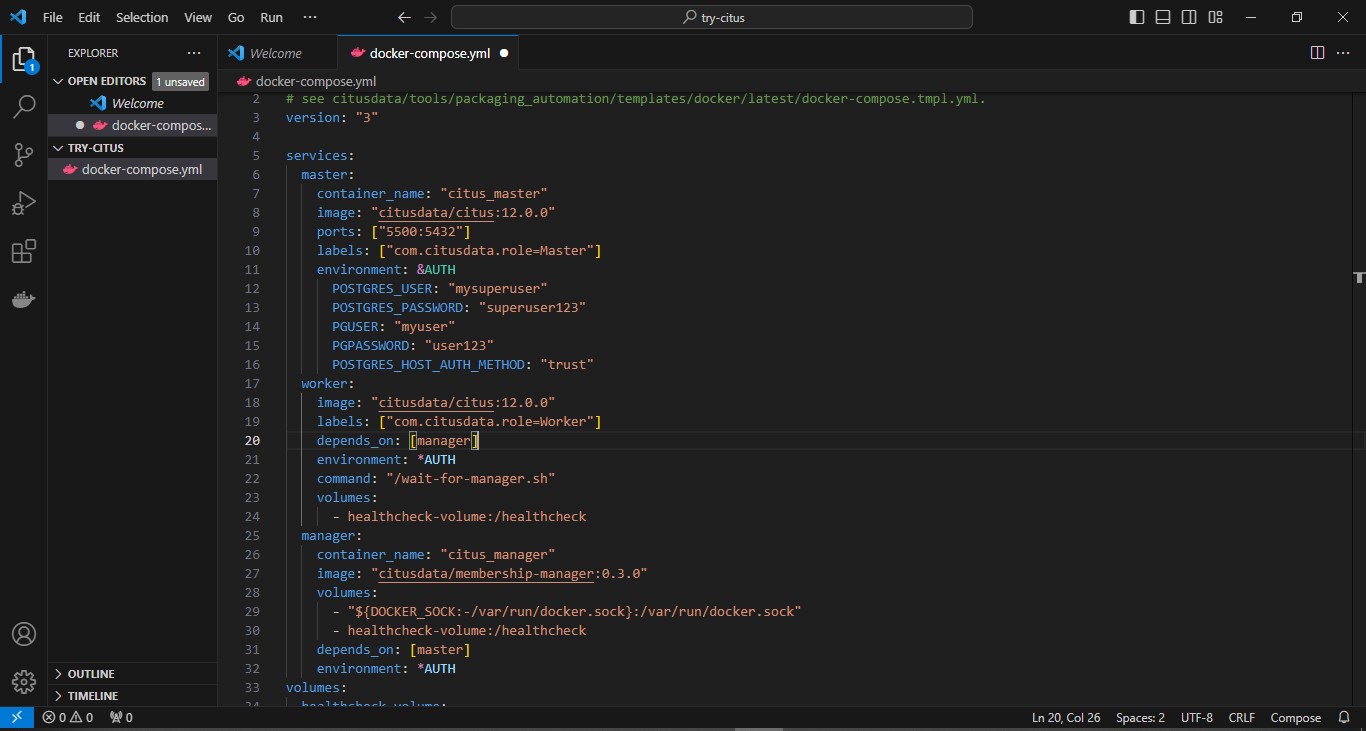 File Edit Selection View Go Run ··· try-citus
EXPLORER ···
OPEN EDITORS 1 unsaved
Welcome
docker-compos...
TRY-CITUS
docker-compose.yml
OUTLINE
TIMELINE
Welcome docker-compose.yml
docker-compose.yml
2 # see citusdata/tools/packaging_automation/templates/docker/latest/docker-compose.tmpl.yml.
3 version: "3"
4
5 services:
6 master:
7 container_name: "citus_master"
8 image: "citusdata/citus:12.0.0"
9 ports: ["5500:5432"]
10 labels: ["com.citusdata.role=Master"]
11 environment: &AUTH
12 POSTGRES_USER: "mysuperuser"
13 POSTGRES_PASSWORD: "superuser123"
14 PGUSER: "myuser"
15 PGPASSWORD: "user123"
16 POSTGRES_HOST_AUTH_METHOD: "trust"
17 worker:
18 image: "citusdata/citus:12.0.0"
19 labels: ["com.citusdata.role=Worker"]
20 depends_on: [manager]
21 environment: *AUTH
22 command: "/wait-for-manager.sh"
23 volumes:
24 - healthcheck-volume:/healthcheck
25 manager:
26 container_name: "citus_manager"
27 image: "citusdata/membership-manager:0.3.0"
28 volumes:
29 - "${DOCKER_SOCK:-/var/run/docker.sock}:/var/run/docker.sock"
30 - healthcheck-volume:/healthcheck
31 depends_on: [master]
32 environment: *AUTH
33 volumes:
34 healthcheck-volume:
1
0 0 0 Ln 20, Col 26 Spaces: 2 UTF-8 CRLF Compose